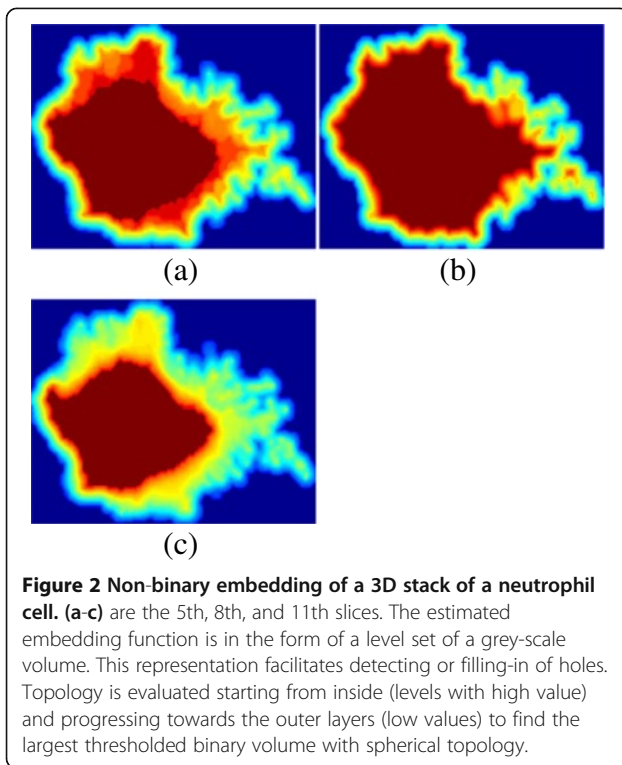 (a)
(b)
(c)
Figure 2 Non-binary embedding of a 3D stack of a neutrophil
cell. (a-c) are the 5th, 8th, and 11th slices. The estimated
embedding function is in the form of a level set of a grey-scale
volume. This representation facilitates detecting or filling-in of holes.
Topology is evaluated starting from inside (levels with high value)
and progressing towards the outer layers (low values) to find the
largest thresholded binary volume with spherical topology.